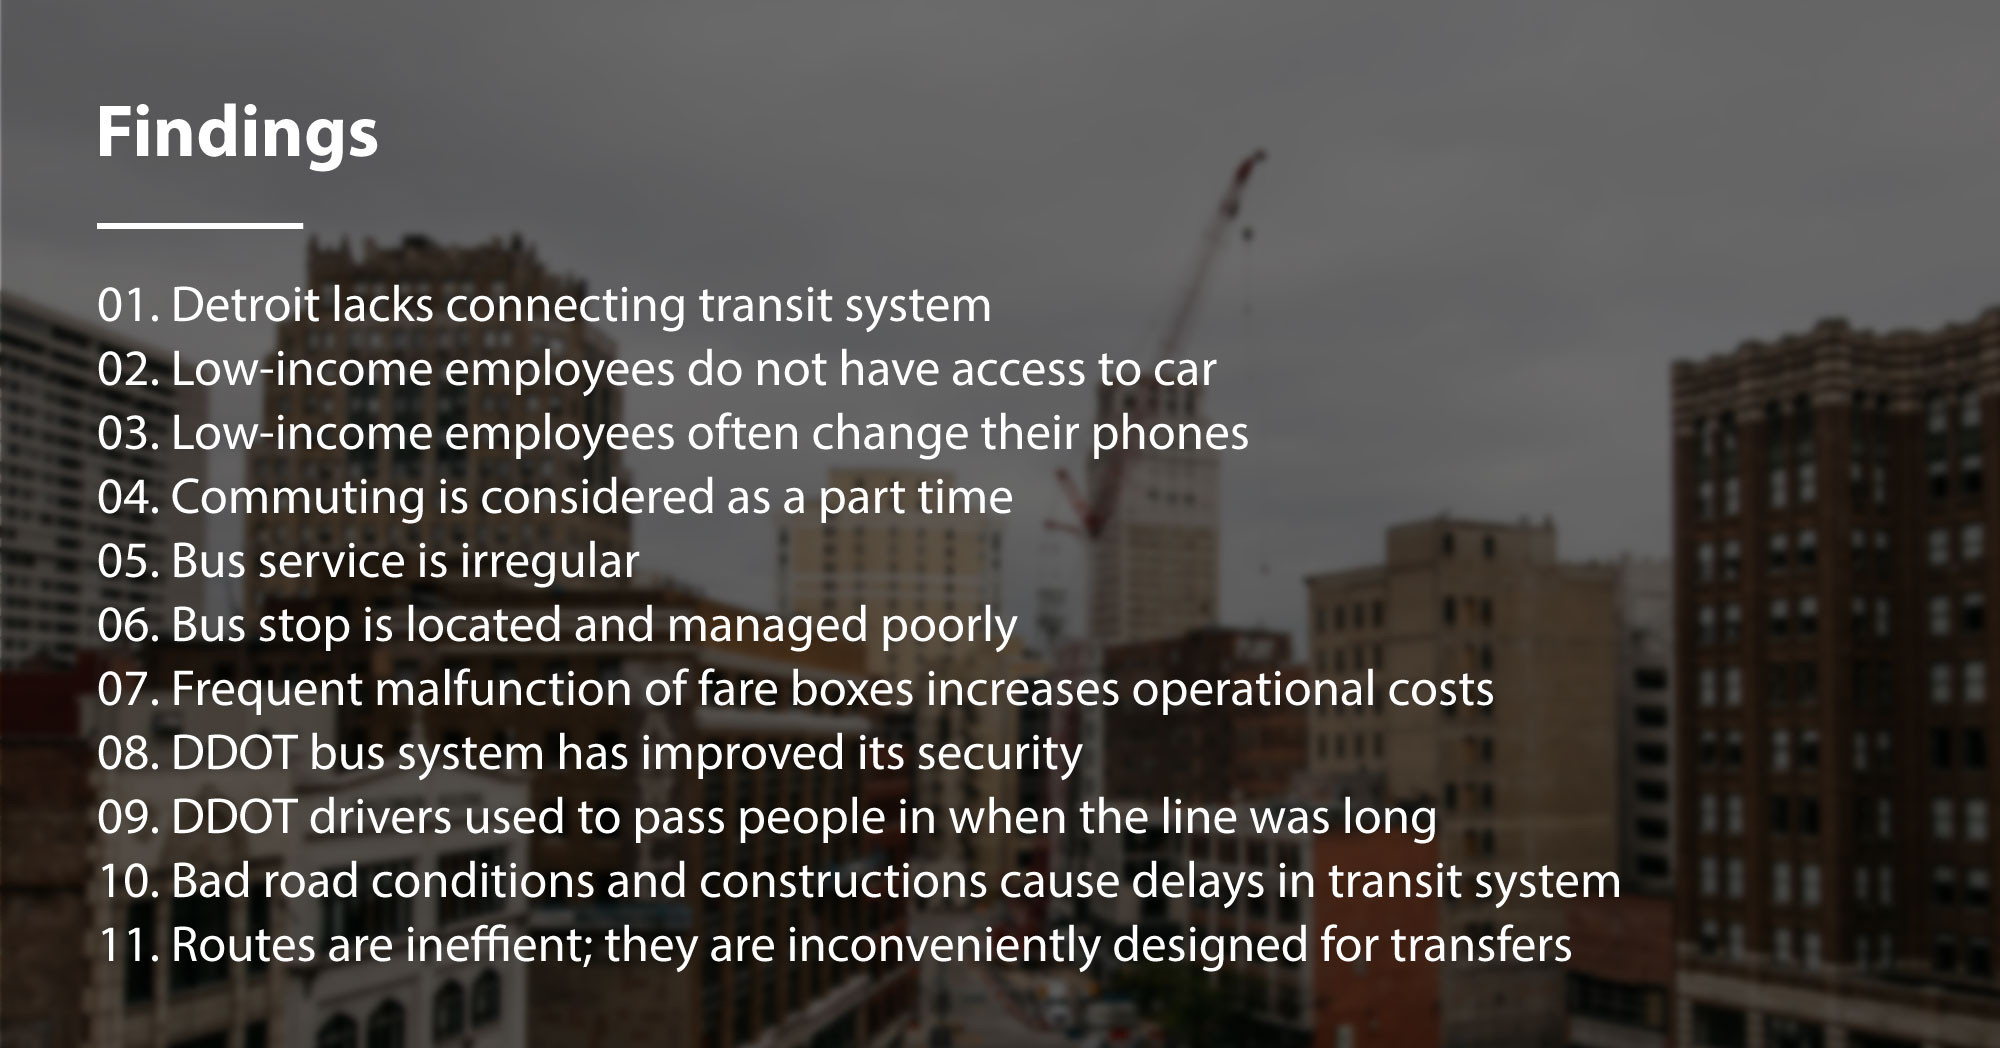 Findings
01. Detroit lacks connecting transit system
02. Low-income employees do not have access to car
03. Low-income employees often change their phones
04. Commuting is considered as a part time
05. Bus service is irregular
06. Bus stop is located and managed poorly
07. Frequent malfunction of fare boxes increases operational costs
08. DDOT bus system has improved its security
09. DDOT drivers used to pass people in when the line was long
10. Bad road conditions and constructions cause delays in transit system
11. Routes are ineffient; they are inconveniently designed for transfers